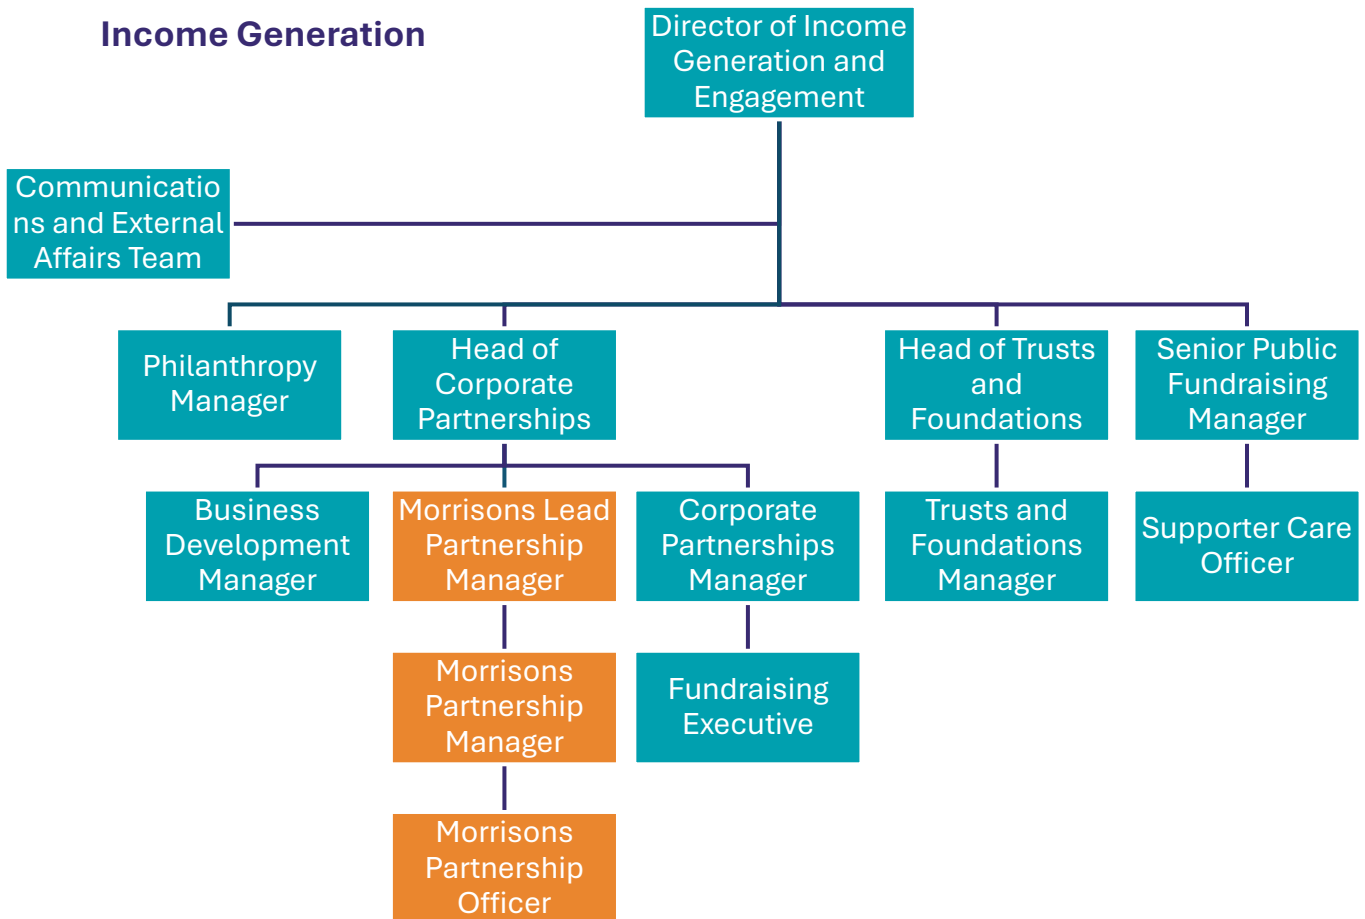 Income Generation
Director of Income
Generation and
Engagement
Communicatio
ns and External
Affairs Team
Philanthropy
Manager
Head of
Corporate
Partnerships
Head of Trusts
and
Foundations
Senior Public
Fundraising
Manager
Business
Development
Manager
Morrisons Lead
Partnership
Manager
Corporate
Partnerships
Manager
Trusts and
Foundations
Manager
Supporter Care
Officer
Morrisons
Partnership
Manager
Fundraising
Executive
Morrisons
Partnership
Officer